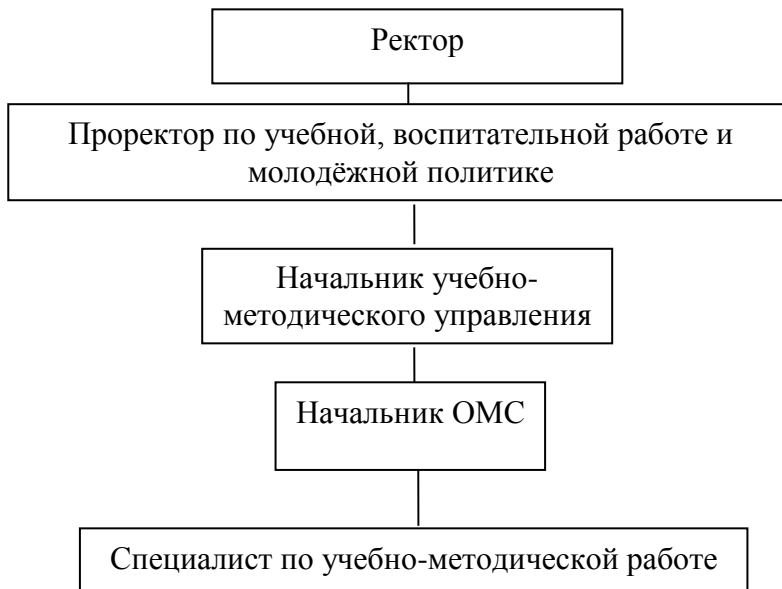 Ректор
Проректор по учебной, воспитательной работе и
молодёжной политике
Начальник учебно-
методического управления
Начальник ОМС
Специалист по учебно-методической работе